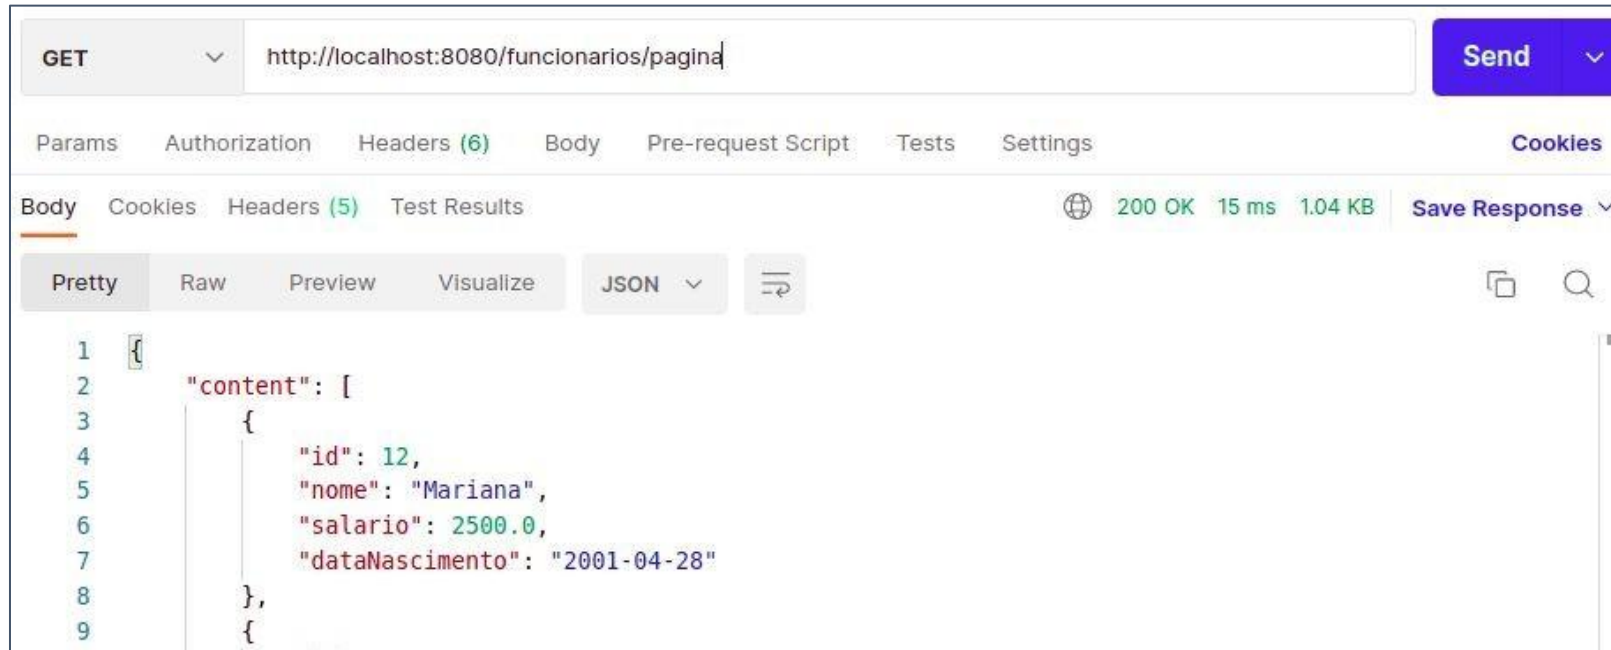 GET http://localhost:8080/funcionarios/pagina Send
Params Authorization Headers (6) Body Pre-request Script Tests Settings Cookies
Body Cookies Headers (5) Test Results 200 OK 15 ms 1.04 KB Save Response
Pretty Raw Preview Visualize JSON
1 {
2 "content": [
3 {
4 "id": 12,
5 "nome": "Mariana",
6 "salario": 2500.0,
7 "dataNascimento": "2001-04-28"
8 },
9 {